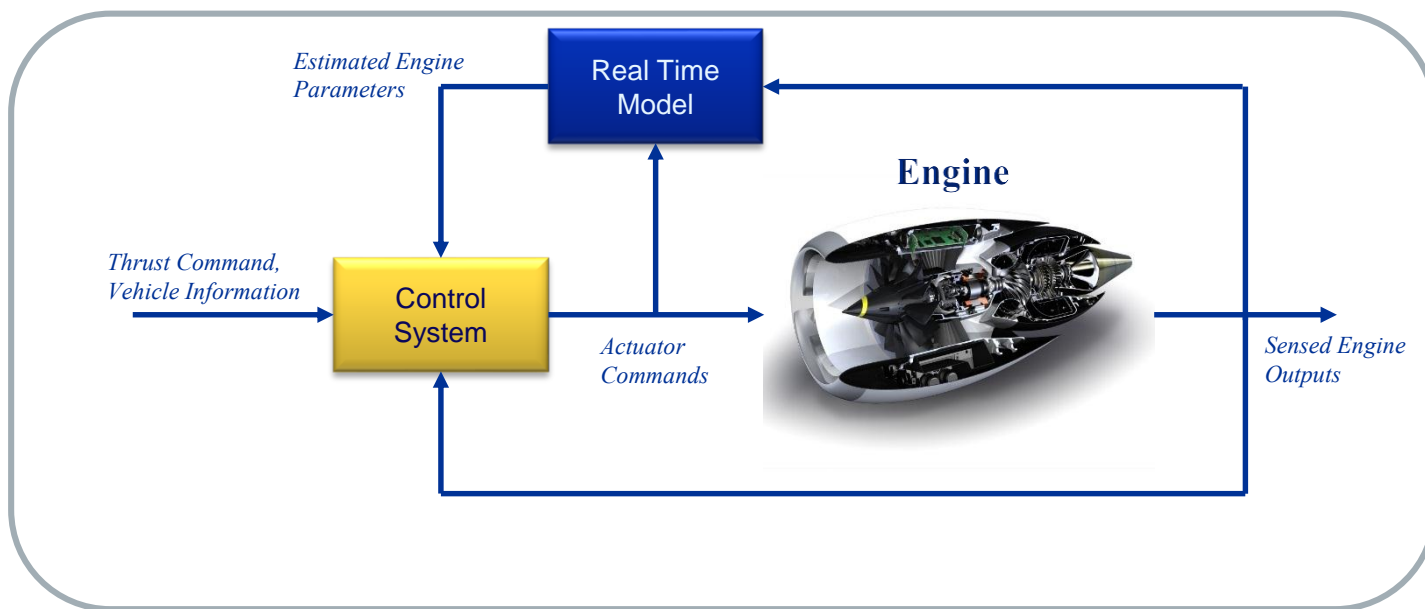 Estimated Engine
Parameters
Real Time
Model
Engine
Thrust Command,
Vehicle Information
Control
System
Actuator
Commands
Sensed Engine
Outputs